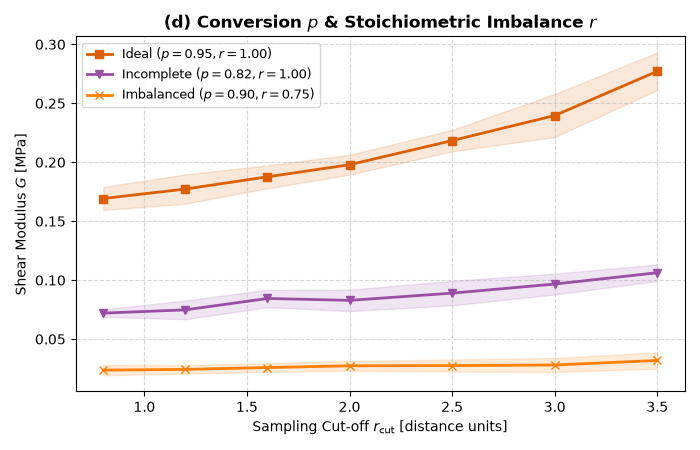 (d) Conversion p & Stoichiometric Imbalance r
Ideal (p = 0.95, r = 1.00)
Incomplete (p = 0.82, r = 1.00)
Imbalanced (p = 0.90, r = 0.75)
Shear Modulus G [MPa]
0.30
0.25
0.20
0.15
0.10
0.05
1.0 1.5 2.0 2.5 3.0 3.5
Sampling Cut-off r_cut [distance units]